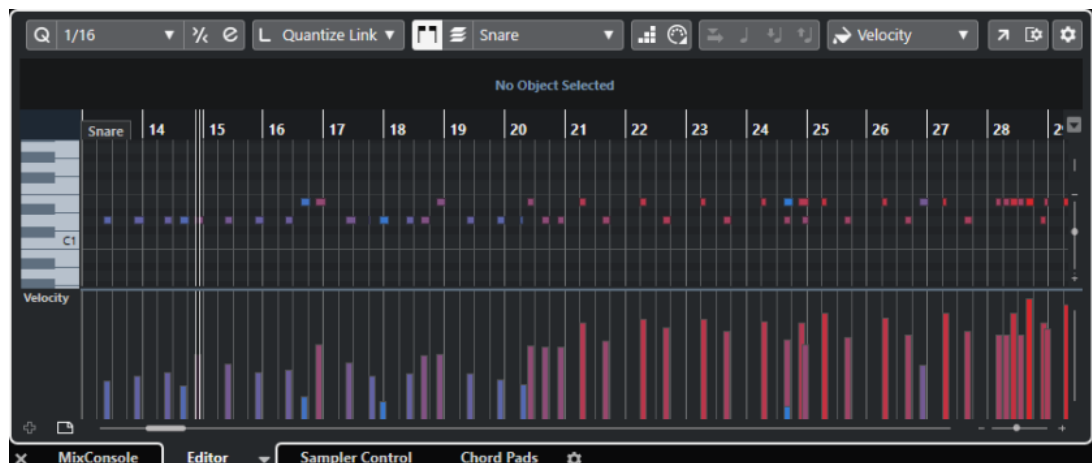 Q 1/16 L Quantize Link Snare Velocity
No Object Selected
Snare 14 15 16 17 18 19 20 21 22 23 24 25 26 27 28
C1
Velocity
MixConsole Editor Sampler Control Chord Pads